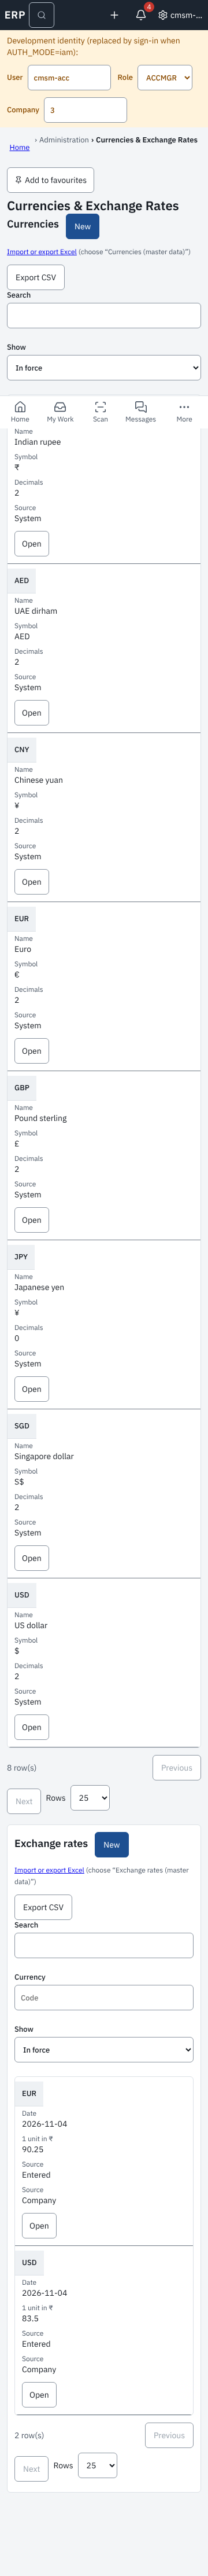 ERP
4
cmsm-...
Development identity (replaced by sign-in when
AUTH_MODE=iam):
User
cmsm-acc
Role
ACCMGR
Company
3
Home
› Administration › Currencies & Exchange Rates
Add to favourites
Currencies & Exchange Rates
Currencies
New
Import or export Excel (choose “Currencies (master data)”)
Export CSV
Search
Show
In force
Home
My Work
Scan
Messages
More
Name
Indian rupee
Symbol
₹
Decimals
2
Source
System
Open
AED
Name
UAE dirham
Symbol
AED
Decimals
2
Source
System
Open
CNY
Name
Chinese yuan
Symbol
¥
Decimals
2
Source
System
Open
EUR
Name
Euro
Symbol
€
Decimals
2
Source
System
Open
GBP
Name
Pound sterling
Symbol
£
Decimals
2
Source
System
Open
JPY
Name
Japanese yen
Symbol
¥
Decimals
0
Source
System
Open
SGD
Name
Singapore dollar
Symbol
S$
Decimals
2
Source
System
Open
USD
Name
US dollar
Symbol
$
Decimals
2
Source
System
Open
8 row(s)
Previous
Next
Rows
25
Exchange rates
New
Import or export Excel (choose “Exchange rates (master
data)”)
Export CSV
Search
Currency
Code
Show
In force
EUR
Date
2026-11-04
1 unit in ₹
90.25
Source
Entered
Source
Company
Open
USD
Date
2026-11-04
1 unit in ₹
83.5
Source
Entered
Source
Company
Open
2 row(s)
Previous
Next
Rows
25